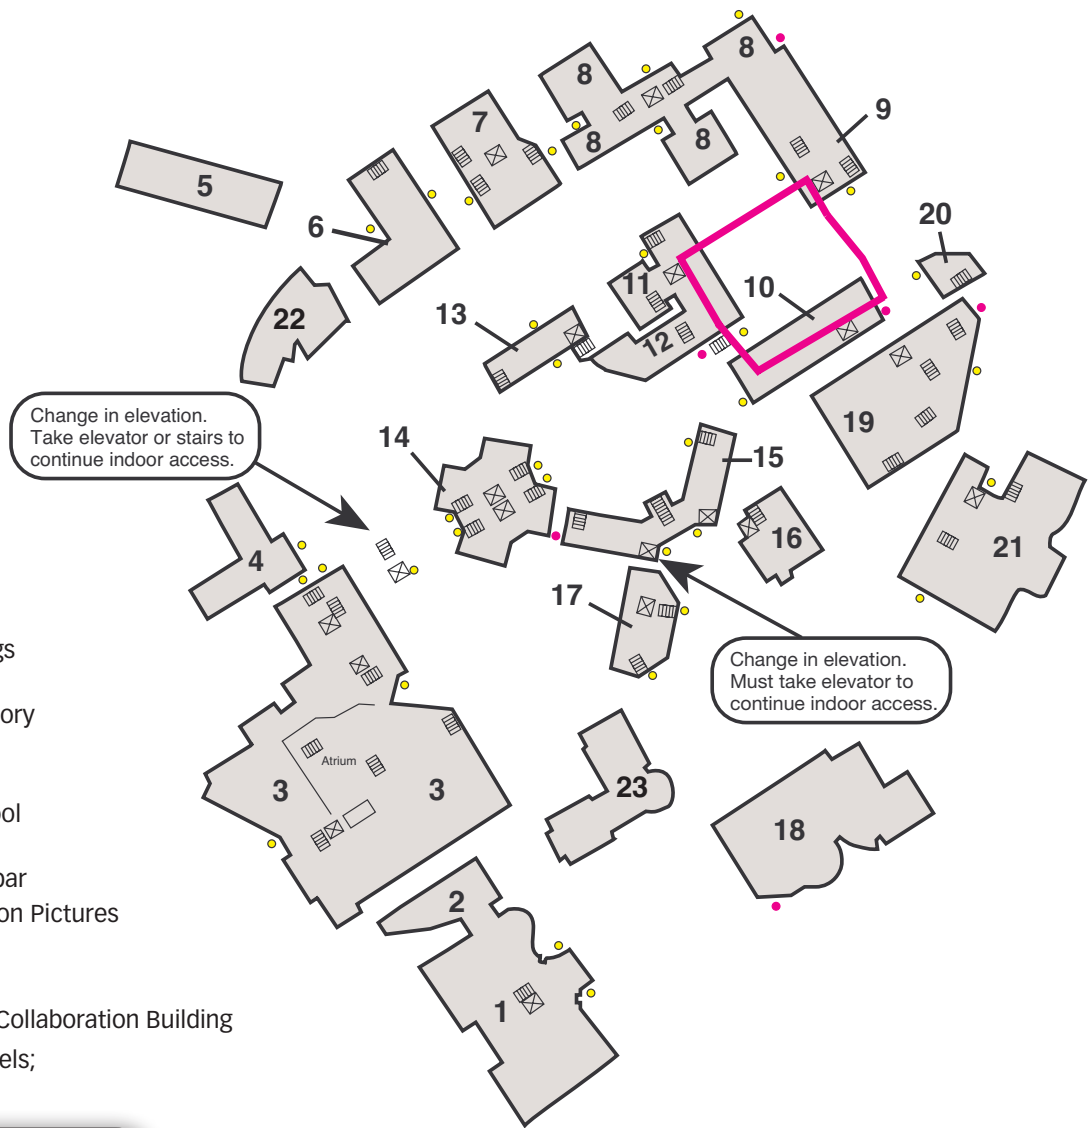 8
8
7
9
8
8
5
20
6
11
10
22
13
12
Change in elevation.
Take elevator or stairs to
continue indoor access.
14
19
15
4
16
21
17
gs
Change in elevation.
Must take elevator to
continue indoor access.
ory
Atrium
3
3
23
ool
18
bar
2
on Pictures
1
Collaboration Building
els;